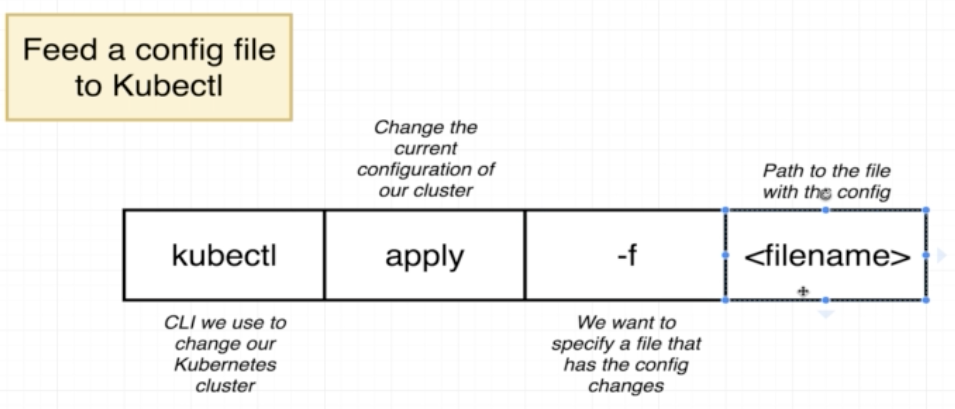 Feed a config file
to Kubectl
Change the
current
configuration of
our cluster
Path to the file
with the config
kubectl
apply
-f
<filename>
CLI we use to
change our
Kubernetes
cluster
We want to
specify a file that
has the config
changes